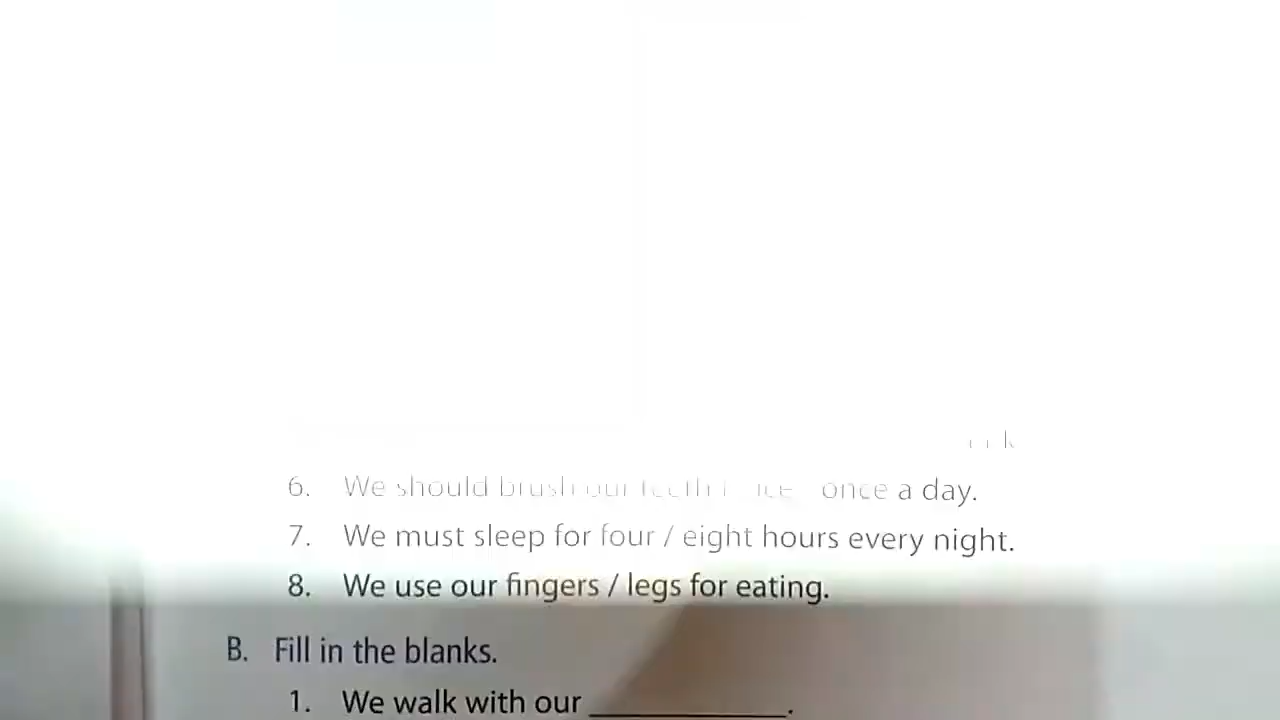 6. We should brush our teeth once a day.
7. We must sleep for four / eight hours every night.
8. We use our fingers / legs for eating.
B. Fill in the blanks.
1. We walk with our ____________.